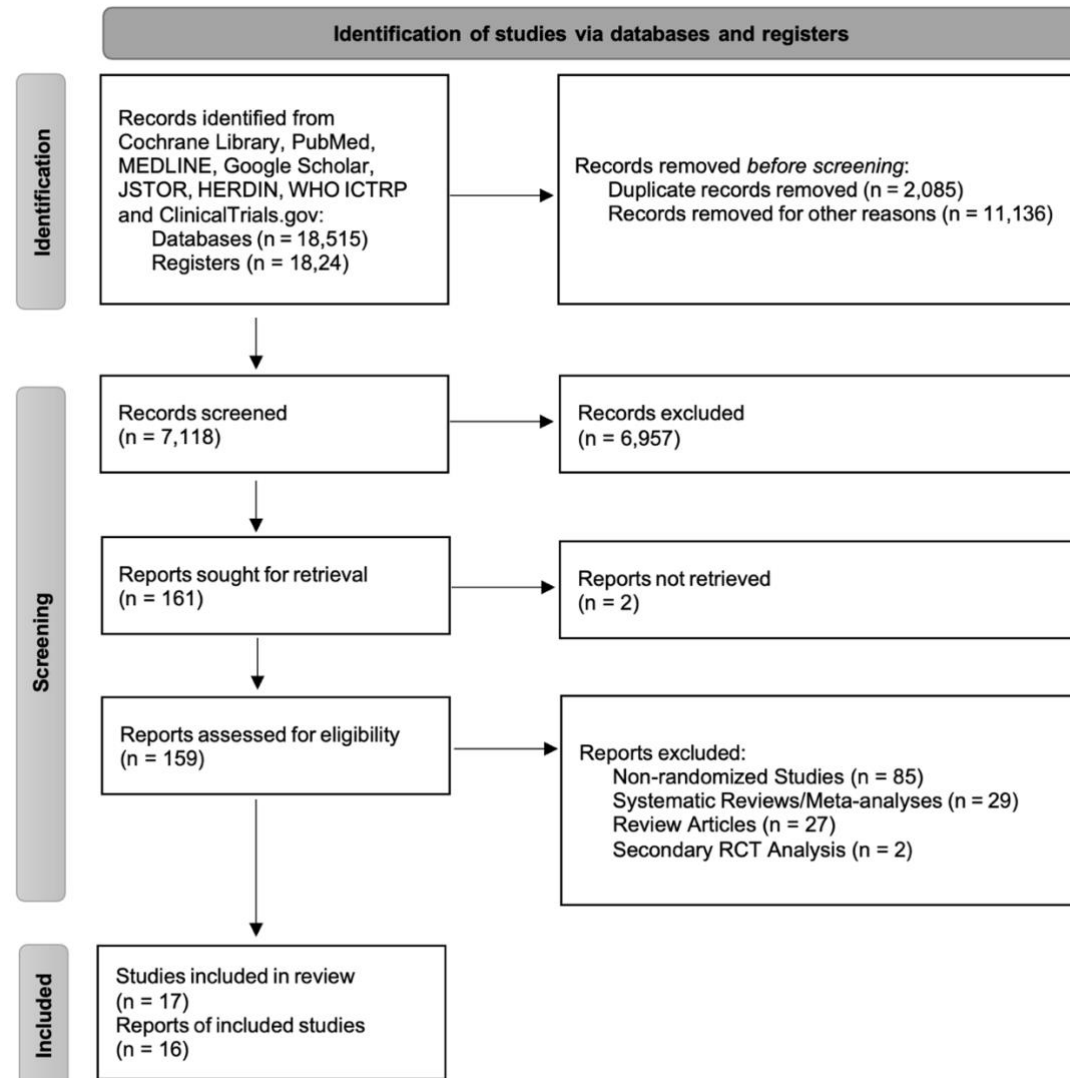 Identification of studies via databases and registers
Identification
Records identified from
Cochrane Library, PubMed,
MEDLINE, Google Scholar,
JSTOR, HERDIN, WHO ICTRP
and ClinicalTrials.gov:
Databases (n = 18,515)
Registers (n = 18,24)
Records removed before screening:
Duplicate records removed (n = 2,085)
Records removed for other reasons (n = 11,136)
Screening
Records screened
(n = 7,118)
Records excluded
(n = 6,957)
Reports sought for retrieval
(n = 161)
Reports not retrieved
(n = 2)
Reports assessed for eligibility
(n = 159)
Reports excluded:
Non-randomized Studies (n = 85)
Systematic Reviews/Meta-analyses (n = 29)
Review Articles (n = 27)
Secondary RCT Analysis (n = 2)
Included
Studies included in review
(n = 17)
Reports of included studies
(n = 16)